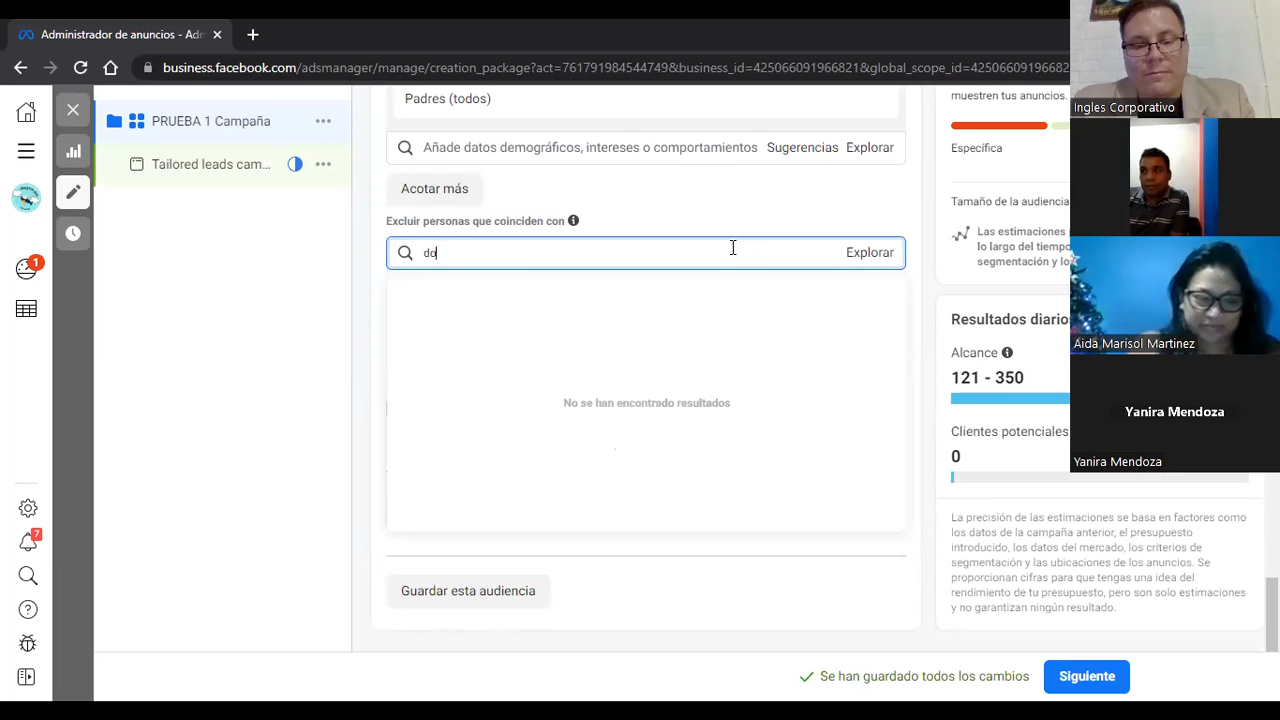 Administrador de anuncios - Adr
business.facebook.com/adsmanager/manage/creation_package?act=761791984544749&business_id=425066091966821&global_scope_id=42506609196682
PRUEBA 1 Campaña
Tailored leads cam...
1
7
Padres (todos)
Añade datos demográficos, intereses o comportamientos Sugerencias Explorar
Acotar más
Excluir personas que coinciden con
do Explorar
No se han encontrado resultados
Guardar esta audiencia
muestren tus anuncios.
Específica
Tamaño de la audiencia
Las estimaciones
lo largo del tiempo
segmentación y los
Resultados diarios
Alcance
121 - 350
Clientes potenciales
0
La precisión de las estimaciones se basa en factores como
los datos de la campaña anterior, el presupuesto
introducido, los datos del mercado, los criterios de
segmentación y las ubicaciones de los anuncios. Se
proporcionan cifras para que tengas una idea del
rendimiento de tu presupuesto, pero son solo estimaciones
y no garantizan ningún resultado.
Se han guardado todos los cambios
Siguiente
Ingles Corporativo
Aida Marisol Martinez
Yanira Mendoza
Yanira Mendoza